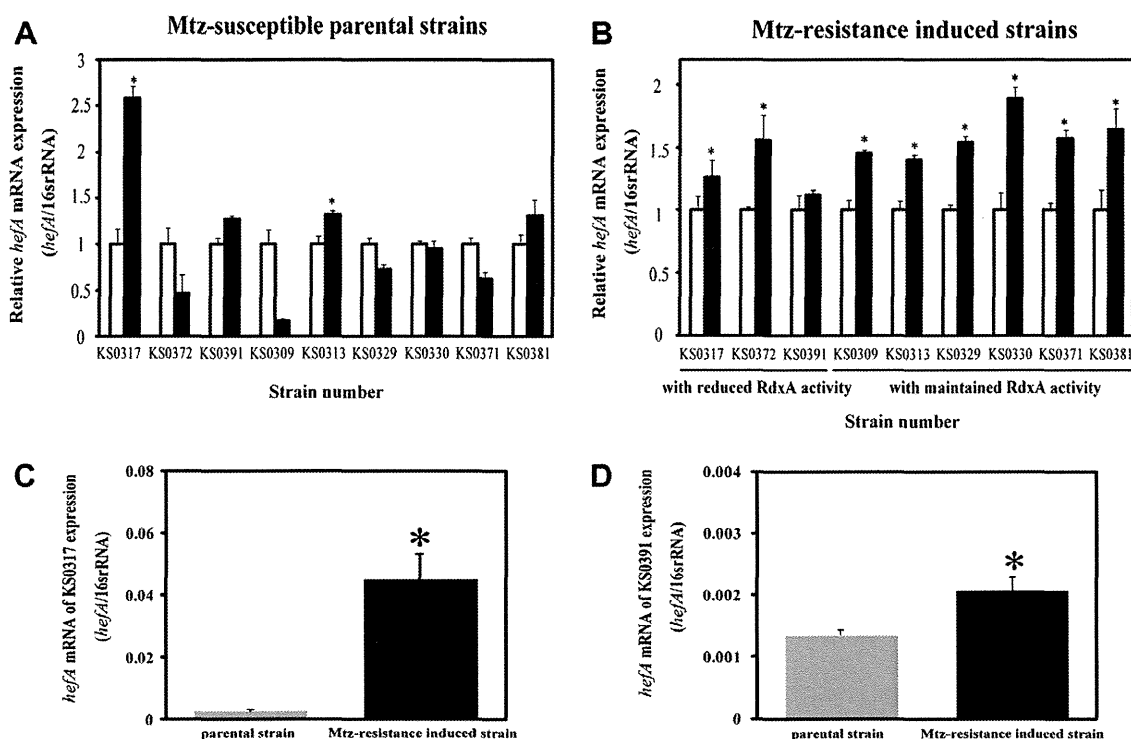 A
Mtz-susceptible parental strains
Relative hefA mRNA expression
(hefA/16srRNA)
3
2.5
2
1.5
1
0.5
0
*
*
KS0317 KS0372 KS0391 KS0309 KS0313 KS0329 KS0330 KS0371 KS0381
Strain number
B
Mtz-resistance induced strains
Relative hefA mRNA expression
(hefA/16srRNA)
2
1.5
1
0.5
0
* * * * * * * *
KS0317 KS0372 KS0391 KS0309 KS0313 KS0329 KS0330 KS0371 KS0381
with reduced RdxA activity with maintained RdxA activity
Strain number
C
hefA mRNA of KS0317 expression
(hefA/16srRNA)
0.08
0.06
0.04
0.02
0
*
parental strain Mtz-resistance induced strain
D
hefA mRNA of KS0391 expression
(hefA/16srRNA)
0.004
0.003
0.002
0.001
0
*
parental strain Mtz-resistance induced strain